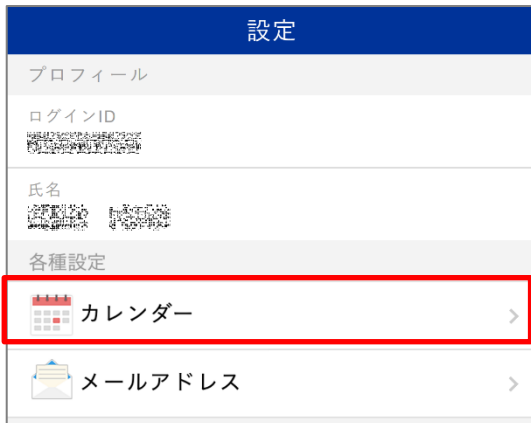 設定
プロフィール
ログインID
氏名
各種設定
カレンダー
メールアドレス